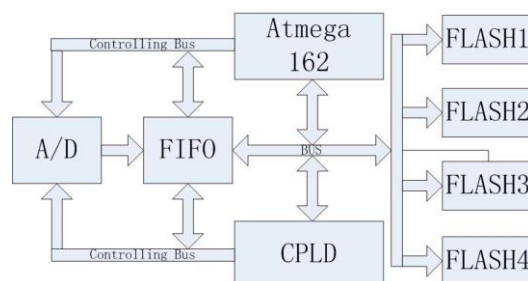 Controlling Bus
Atmega
162
FLASH1
FLASH2
A/D
FIFO
BUS
FLASH3
Controlling Bus
CPLD
FLASH4